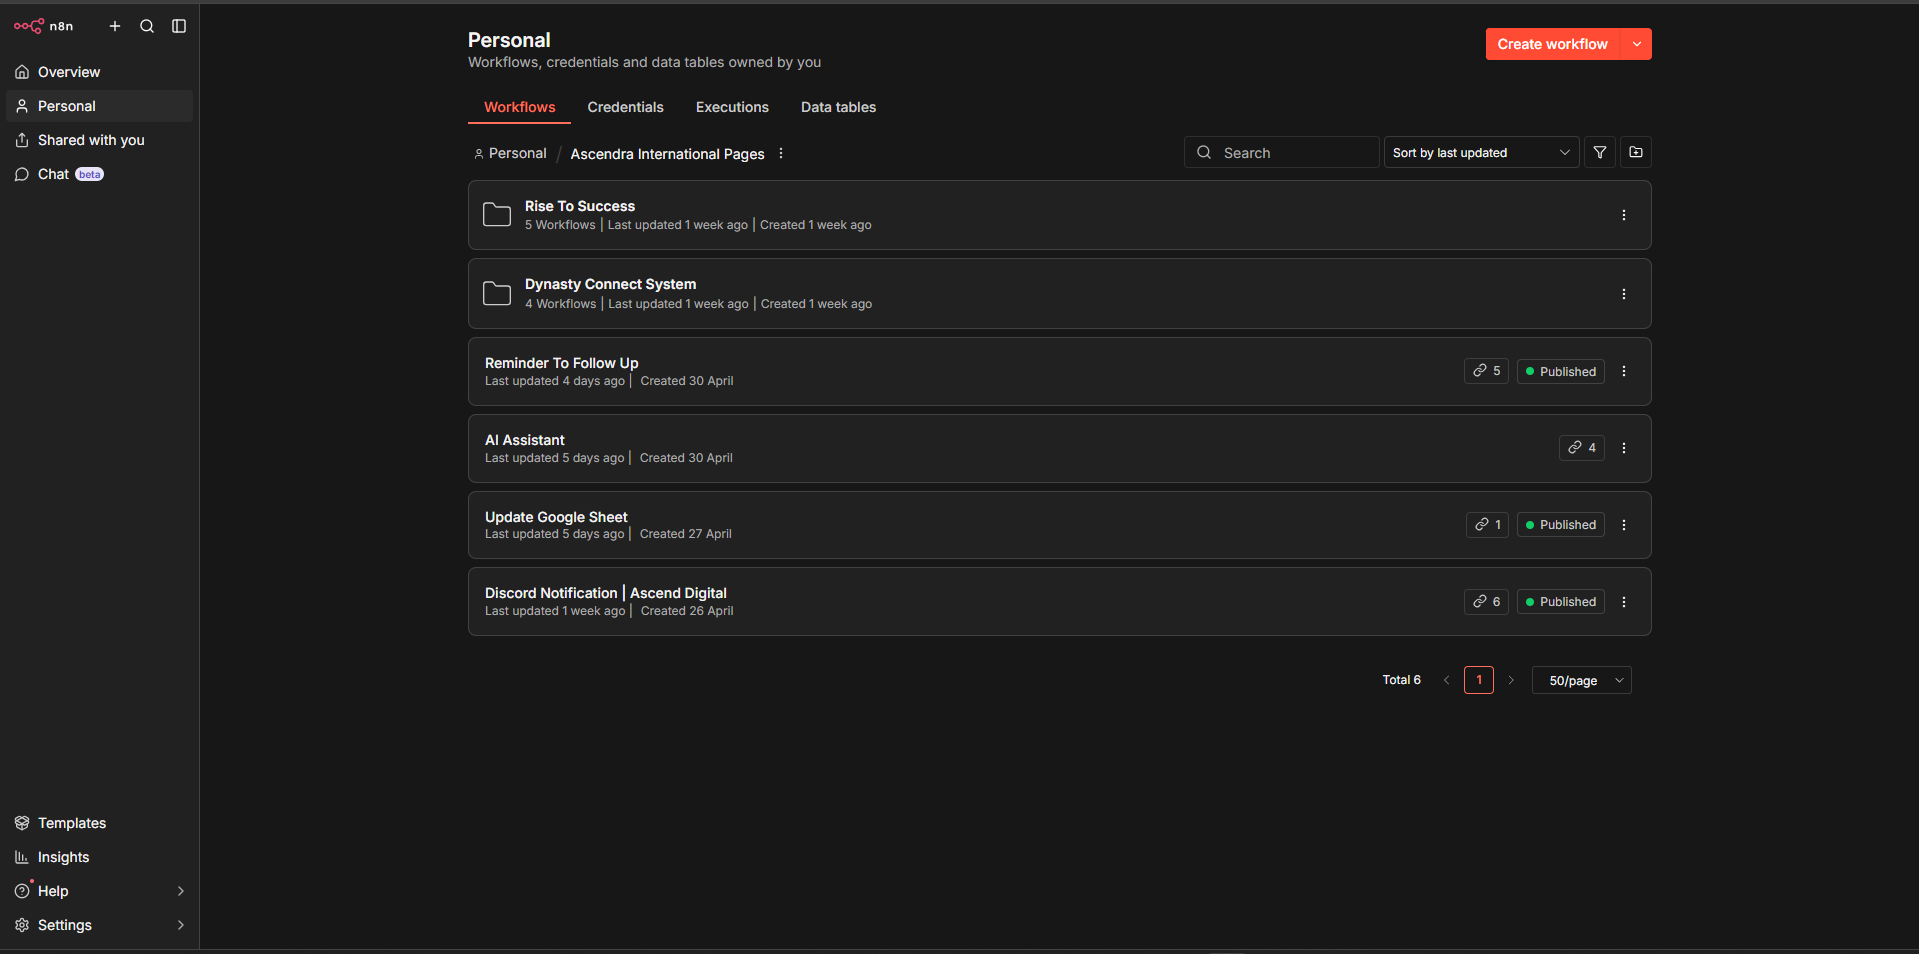 n8n
Overview
Personal
Shared with you
Chat beta
Templates
Insights
Help
Settings
Personal
Workflows, credentials and data tables owned by you
Create workflow
Workflows Credentials Executions Data tables
Personal / Ascendra International Pages
Search
Sort by last updated
Rise To Success
5 Workflows | Last updated 1 week ago | Created 1 week ago
Dynasty Connect System
4 Workflows | Last updated 1 week ago | Created 1 week ago
Reminder To Follow Up
Last updated 4 days ago | Created 30 April
5 Published
AI Assistant
Last updated 5 days ago | Created 30 April
4
Update Google Sheet
Last updated 5 days ago | Created 27 April
1 Published
Discord Notification | Ascend Digital
Last updated 1 week ago | Created 26 April
6 Published
Total 6 1 50/page